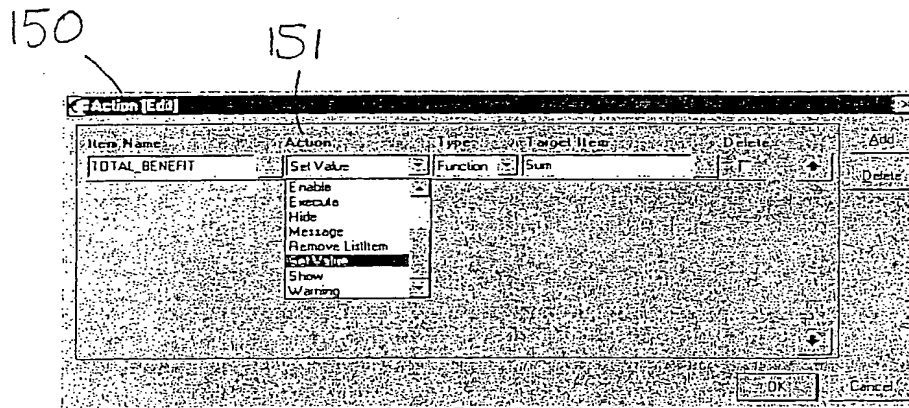 150
151
Action [Edit]
Item Name Action Type Target Item Delete
TOTAL_BENEFIT Set Value Function Sum
Add
Delete
Enable
Execute
Hide
Message
Remove ListItem
Set Value
Show
Warning
OK Cancel